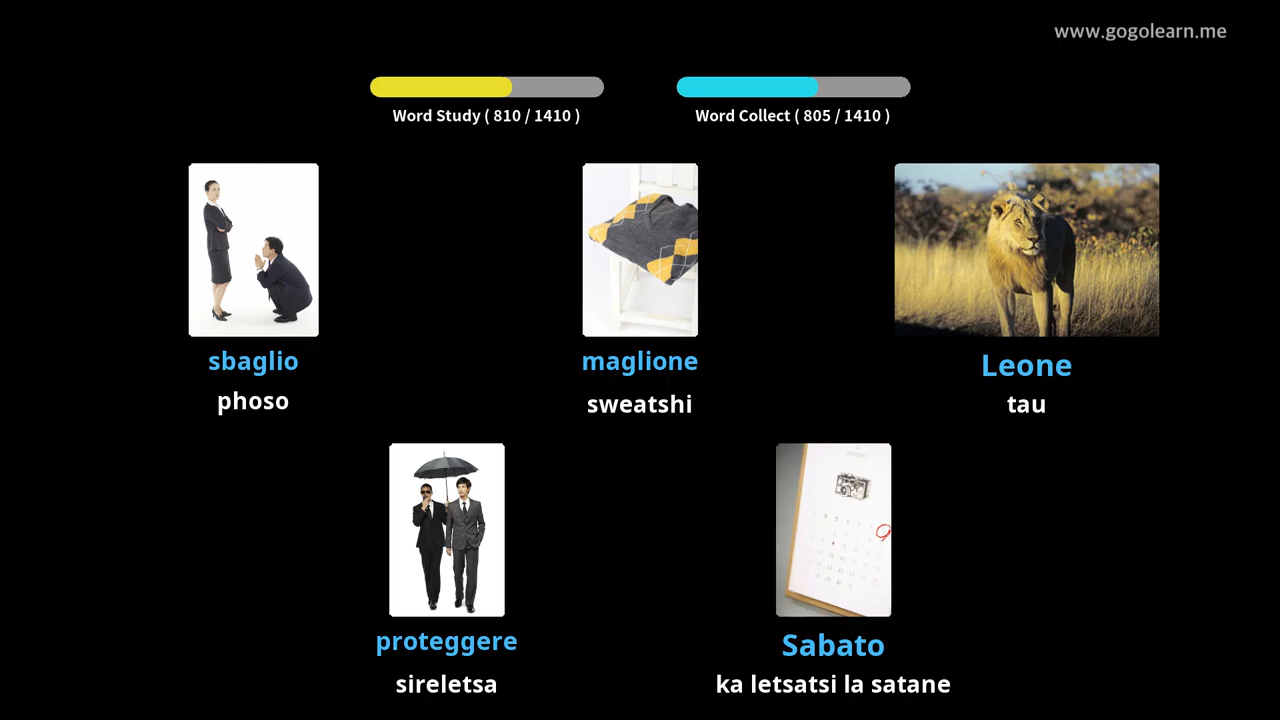 www.gogolearn.me
Word Study ( 810 / 1410 )
Word Collect ( 805 / 1410 )
sbaglio
phoso
maglione
sweatshi
Leone
tau
proteggere
sireletsa
Sabato
ka letsatsi la satane